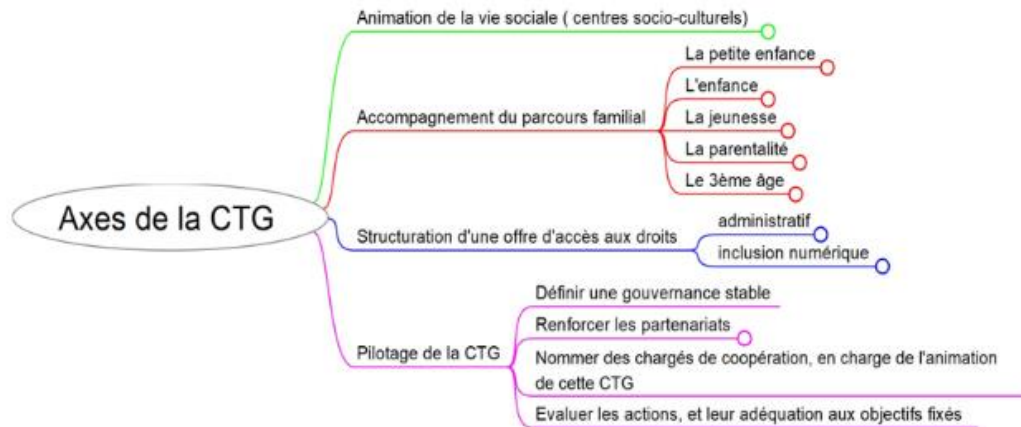 Axes de la CTG
Animation de la vie sociale ( centres socio-culturels)
Accompagnement du parcours familial
La petite enfance
L'enfance
La jeunesse
La parentalité
Le 3ème âge
Structuration d'une offre d'accès aux droits
administratif
inclusion numérique
Pilotage de la CTG
Définir une gouvernance stable
Renforcer les partenariats
Nommer des chargés de coopération, en charge de l'animation
de cette CTG
Evaluer les actions, et leur adéquation aux objectifs fixés